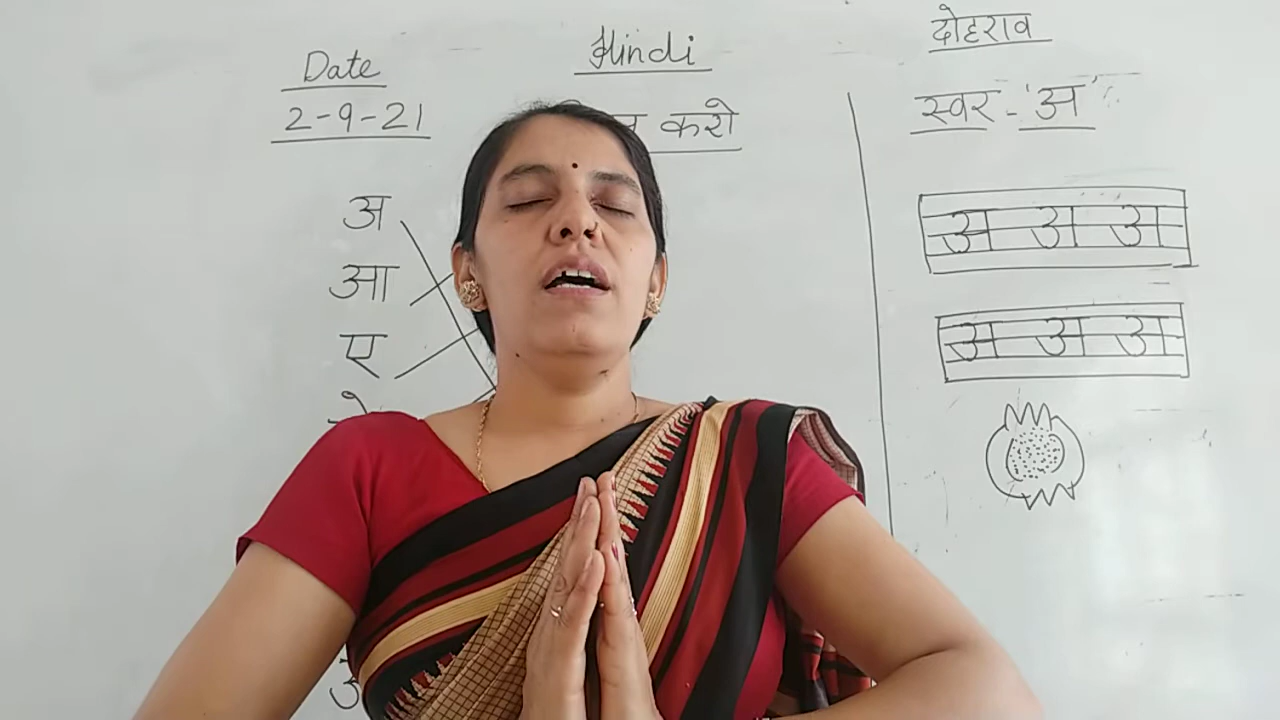 Date
2-9-21
Hindi
करो
अ
आ
ए
दोहराव
स्वर - 'अ'
अ अ अ
अ अ अ